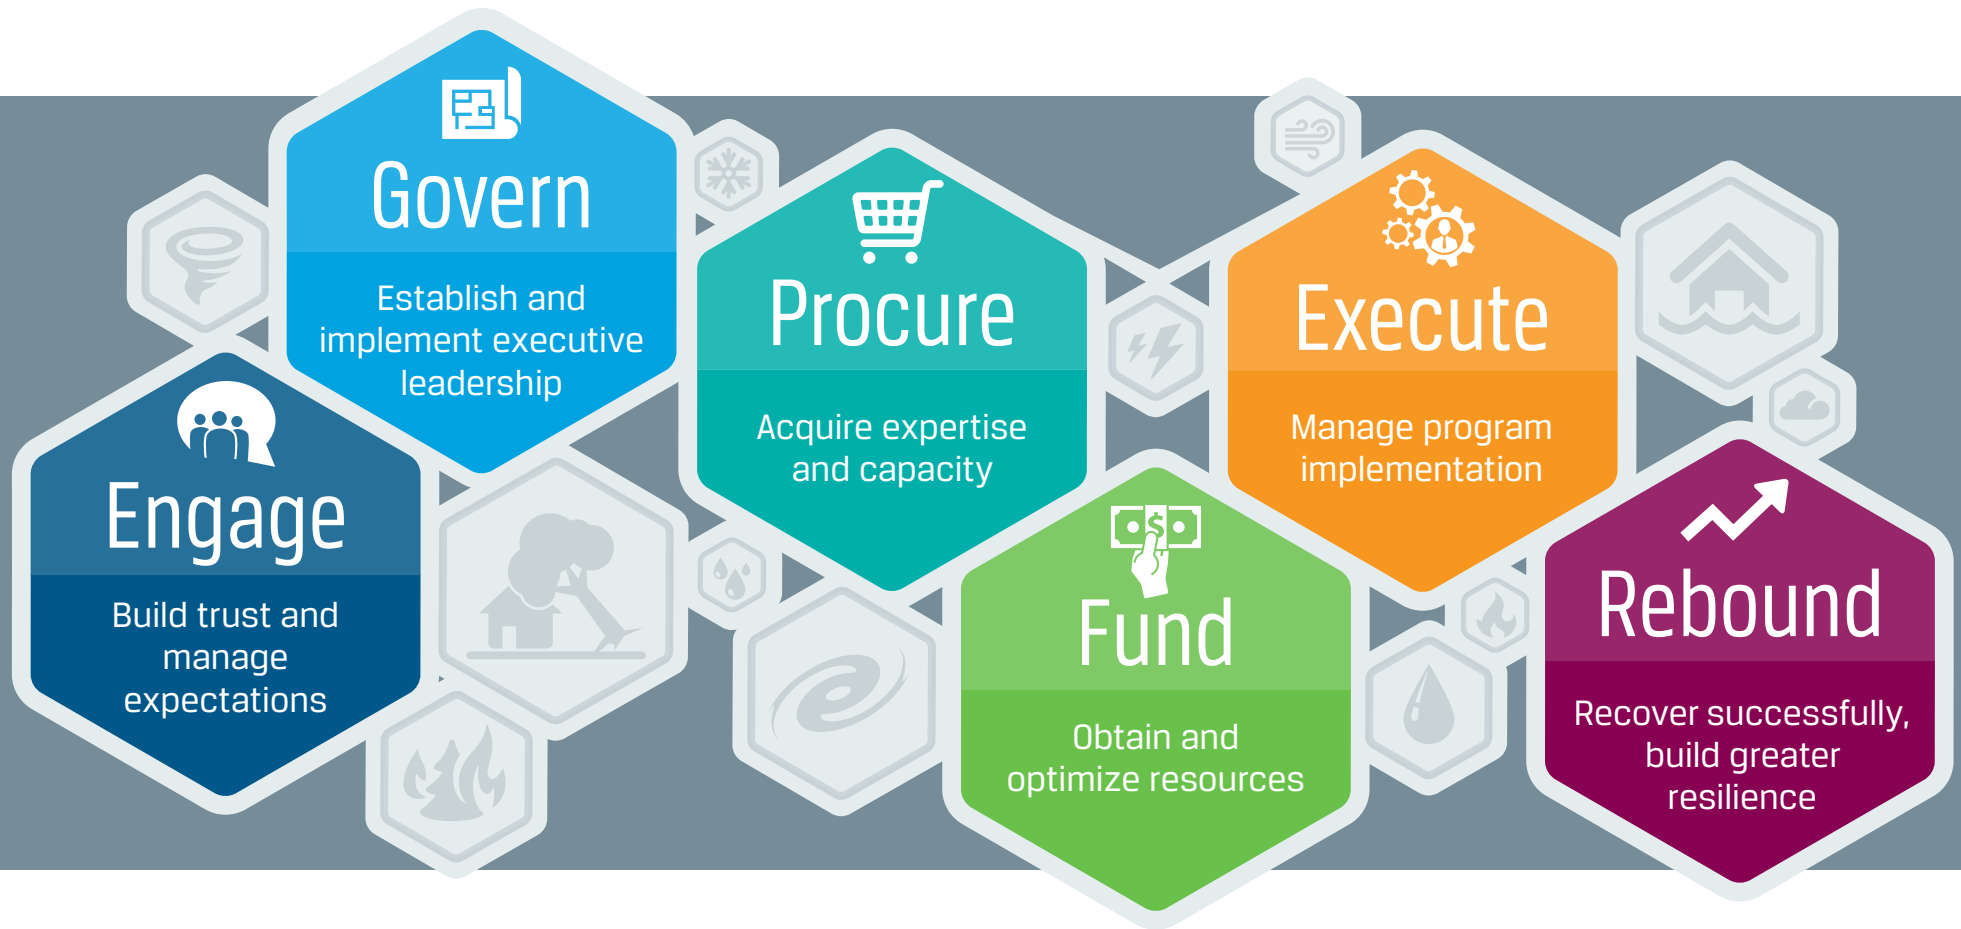 Engage
Build trust and
manage
expectations
Govern
Establish and
implement executive
leadership
Procure
Acquire expertise
and capacity
Fund
Obtain and
optimize resources
Execute
Manage program
implementation
Rebound
Recover successfully,
build greater
resilience